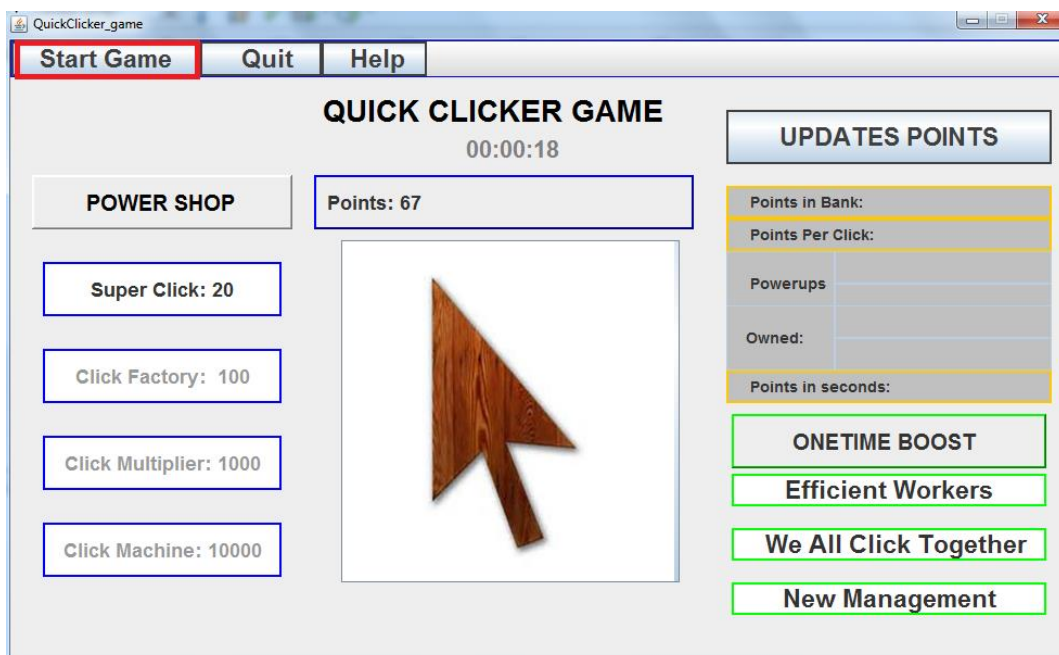 QuickClicker_game
Start Game
Quit
Help
QUICK CLICKER GAME
00:00:18
POWER SHOP
Points: 67
Super Click: 20
Click Factory: 100
Click Multiplier: 1000
Click Machine: 10000
UPDATES POINTS
Points in Bank:
Points Per Click:
Powerups
Owned:
Points in seconds:
ONETIME BOOST
Efficient Workers
We All Click Together
New Management